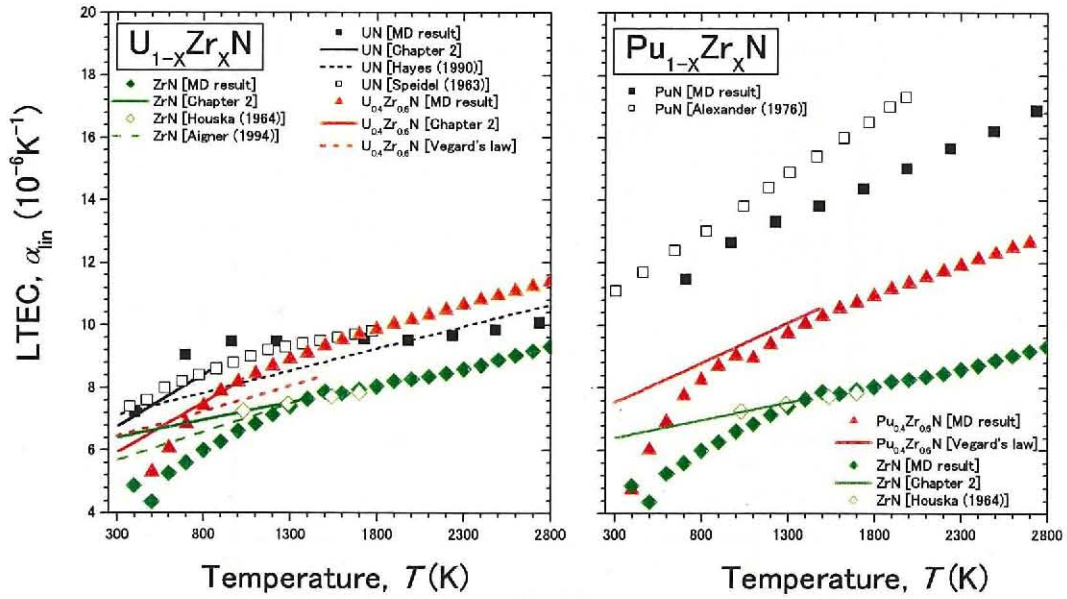 U1-XZrXN
UN [MD result]
UN [Chapter 2]
UN [Hayes (1990)]
UN [Speidel (1963)]
U0.4Zr0.6N [MD result]
U0.4Zr0.6N [Chapter 2]
U0.4Zr0.6N [Vegard's law]
ZrN [MD result]
ZrN [Chapter 2]
ZrN [Houska (1964)]
ZrN [Aigner (1994)]
Pu1-XZrXN
PuN [MD result]
PuN [Alexander (1976)]
Pu0.4Zr0.6N [MD result]
Pu0.4Zr0.6N [Vegard's law]
ZrN [MD result]
ZrN [Chapter 2]
ZrN [Houska (1964)]
LTEC, αlin (10-6K-1)
20
18
16
14
12
10
8
6
4
300 800 1300 1800 2300 2800
300 800 1300 1800 2300 2800
Temperature, T(K)
Temperature, T(K)